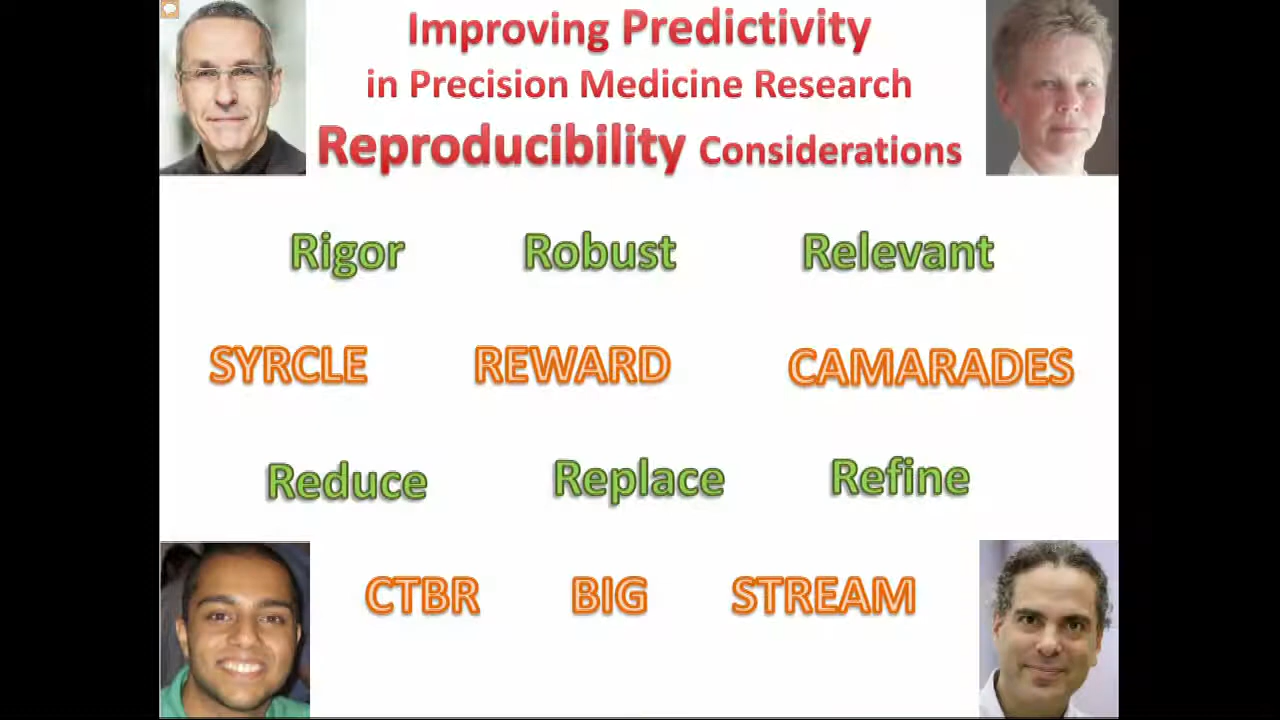 Improving Predictivity
in Precision Medicine Research
Reproducibility Considerations
Rigor Robust Relevant
SYRCLE REWARD CAMARADES
Reduce Replace Refine
CTBR BIG STREAM